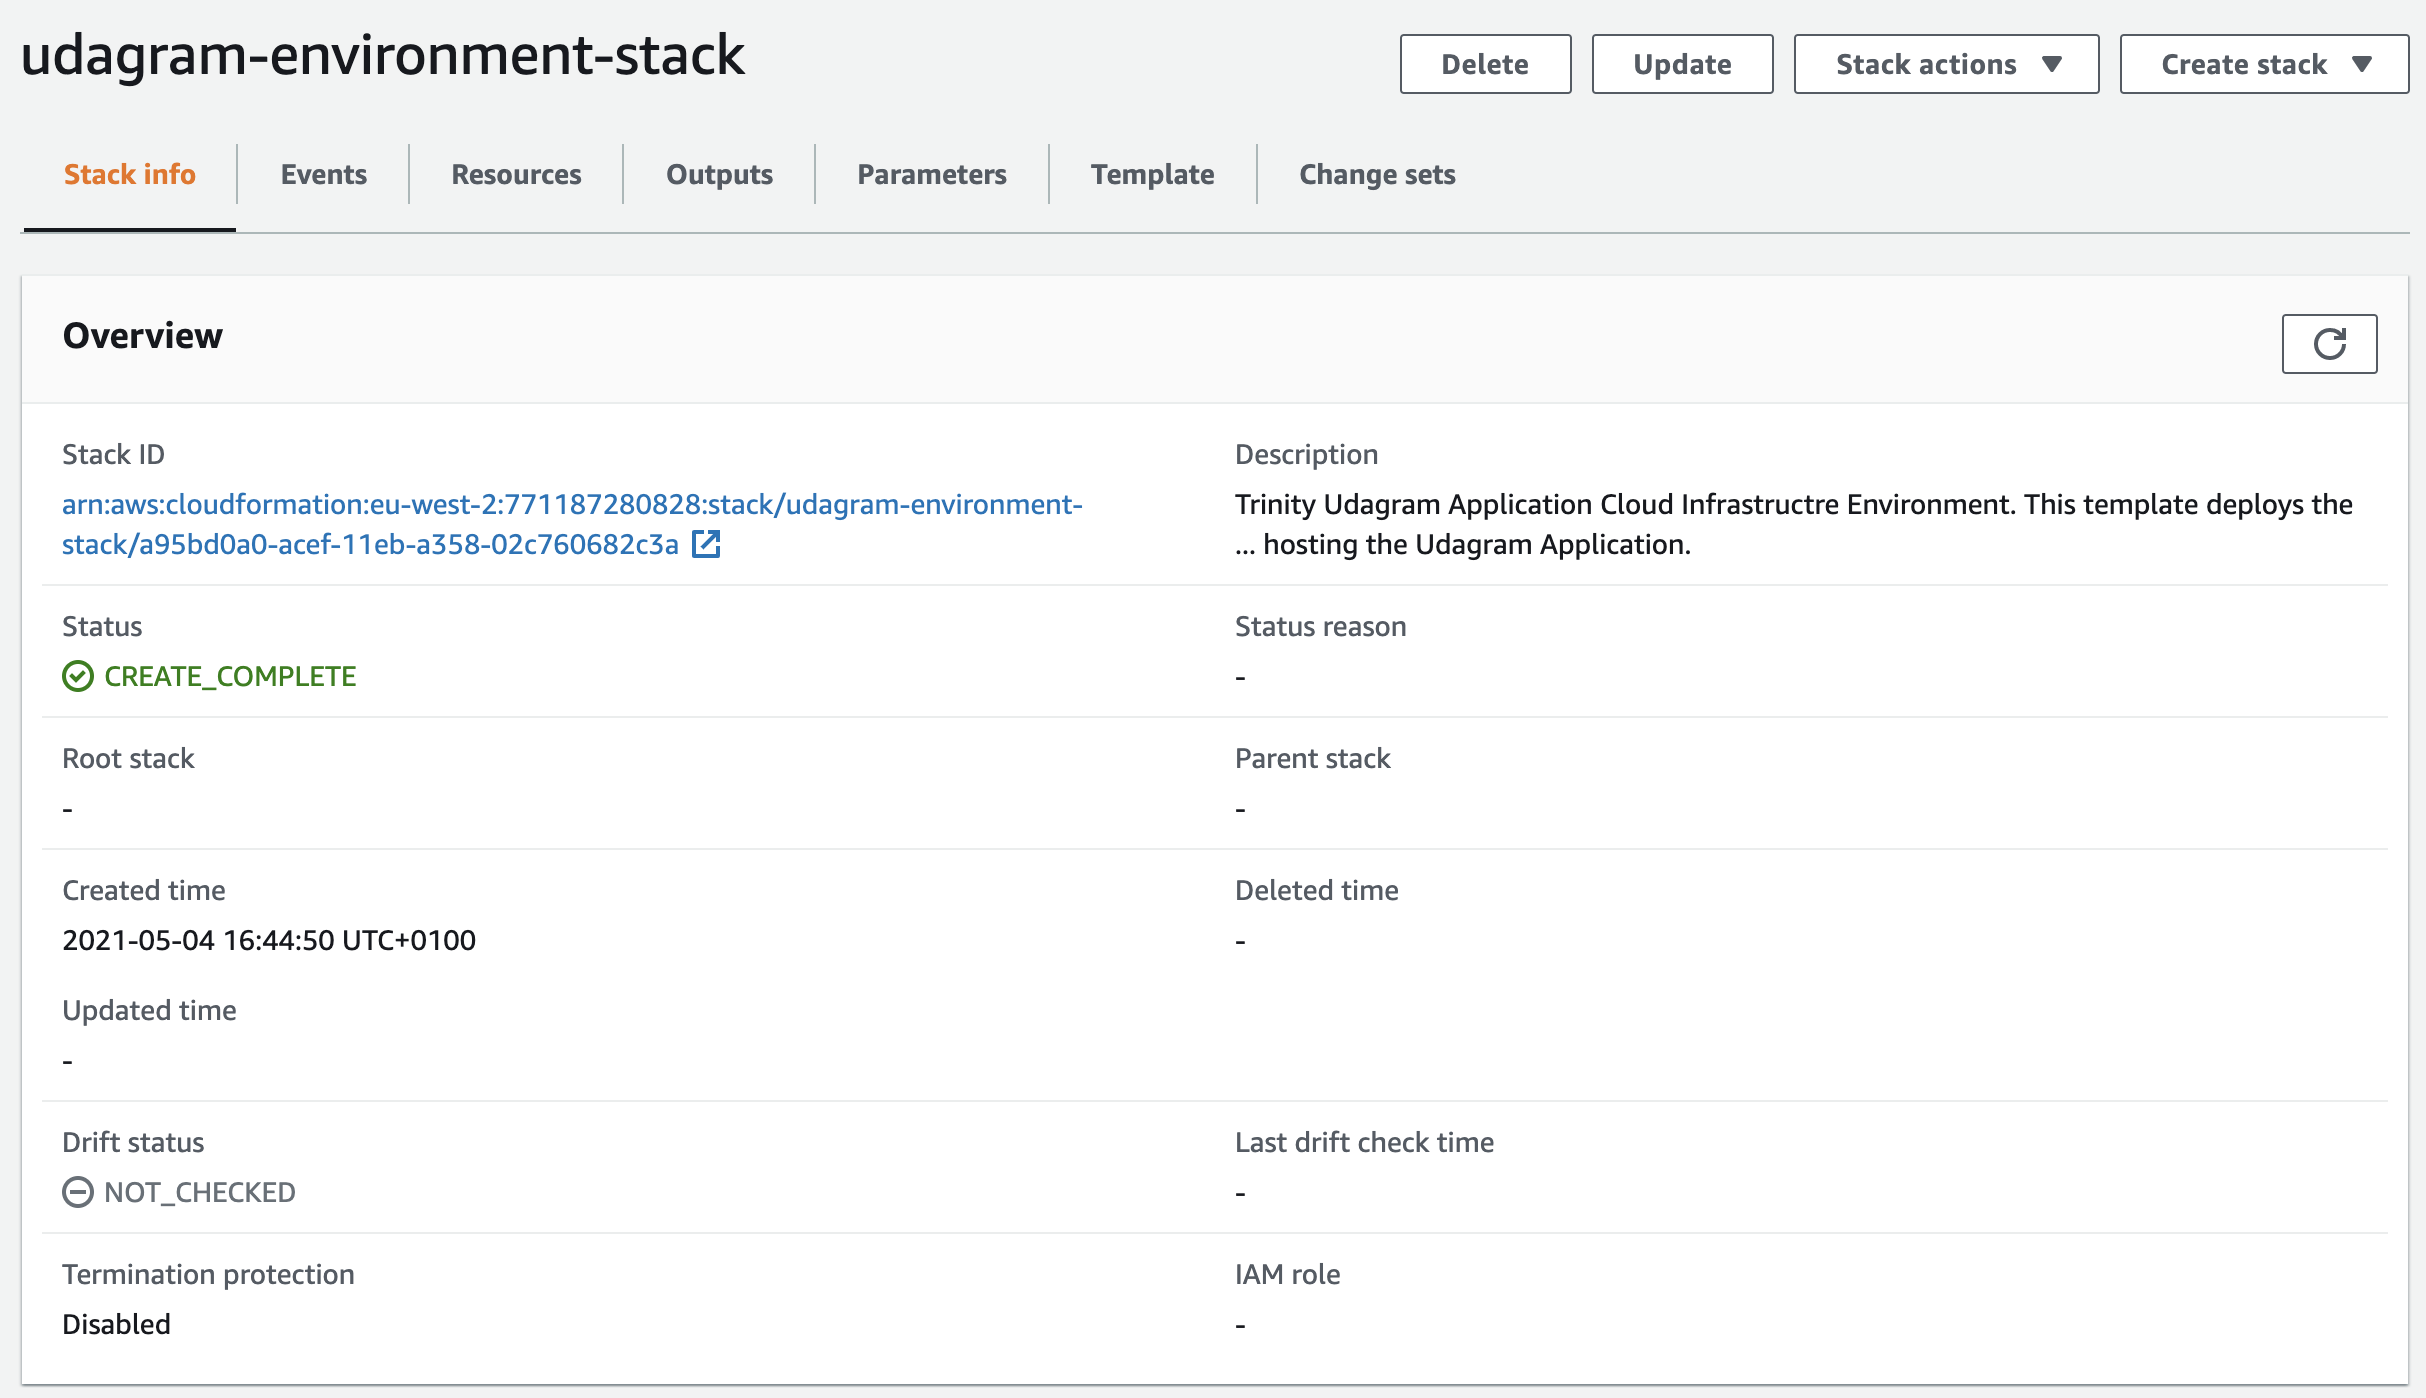 udagram-environment-stack
Delete
Update
Stack actions
Create stack
Stack info
Events
Resources
Outputs
Parameters
Template
Change sets
Overview
Stack ID
arn:aws:cloudformation:eu-west-2:771187280828:stack/udagram-environment-
stack/a95bd0a0-acef-11eb-a358-02c760682c3a
Description
Trinity Udagram Application Cloud Infrastructre Environment. This template deploys the
... hosting the Udagram Application.
Status
CREATE_COMPLETE
Status reason
-
Root stack
-
Parent stack
-
Created time
2021-05-04 16:44:50 UTC+0100
Deleted time
-
Updated time
-
Drift status
NOT_CHECKED
Last drift check time
-
Termination protection
Disabled
IAM role
-